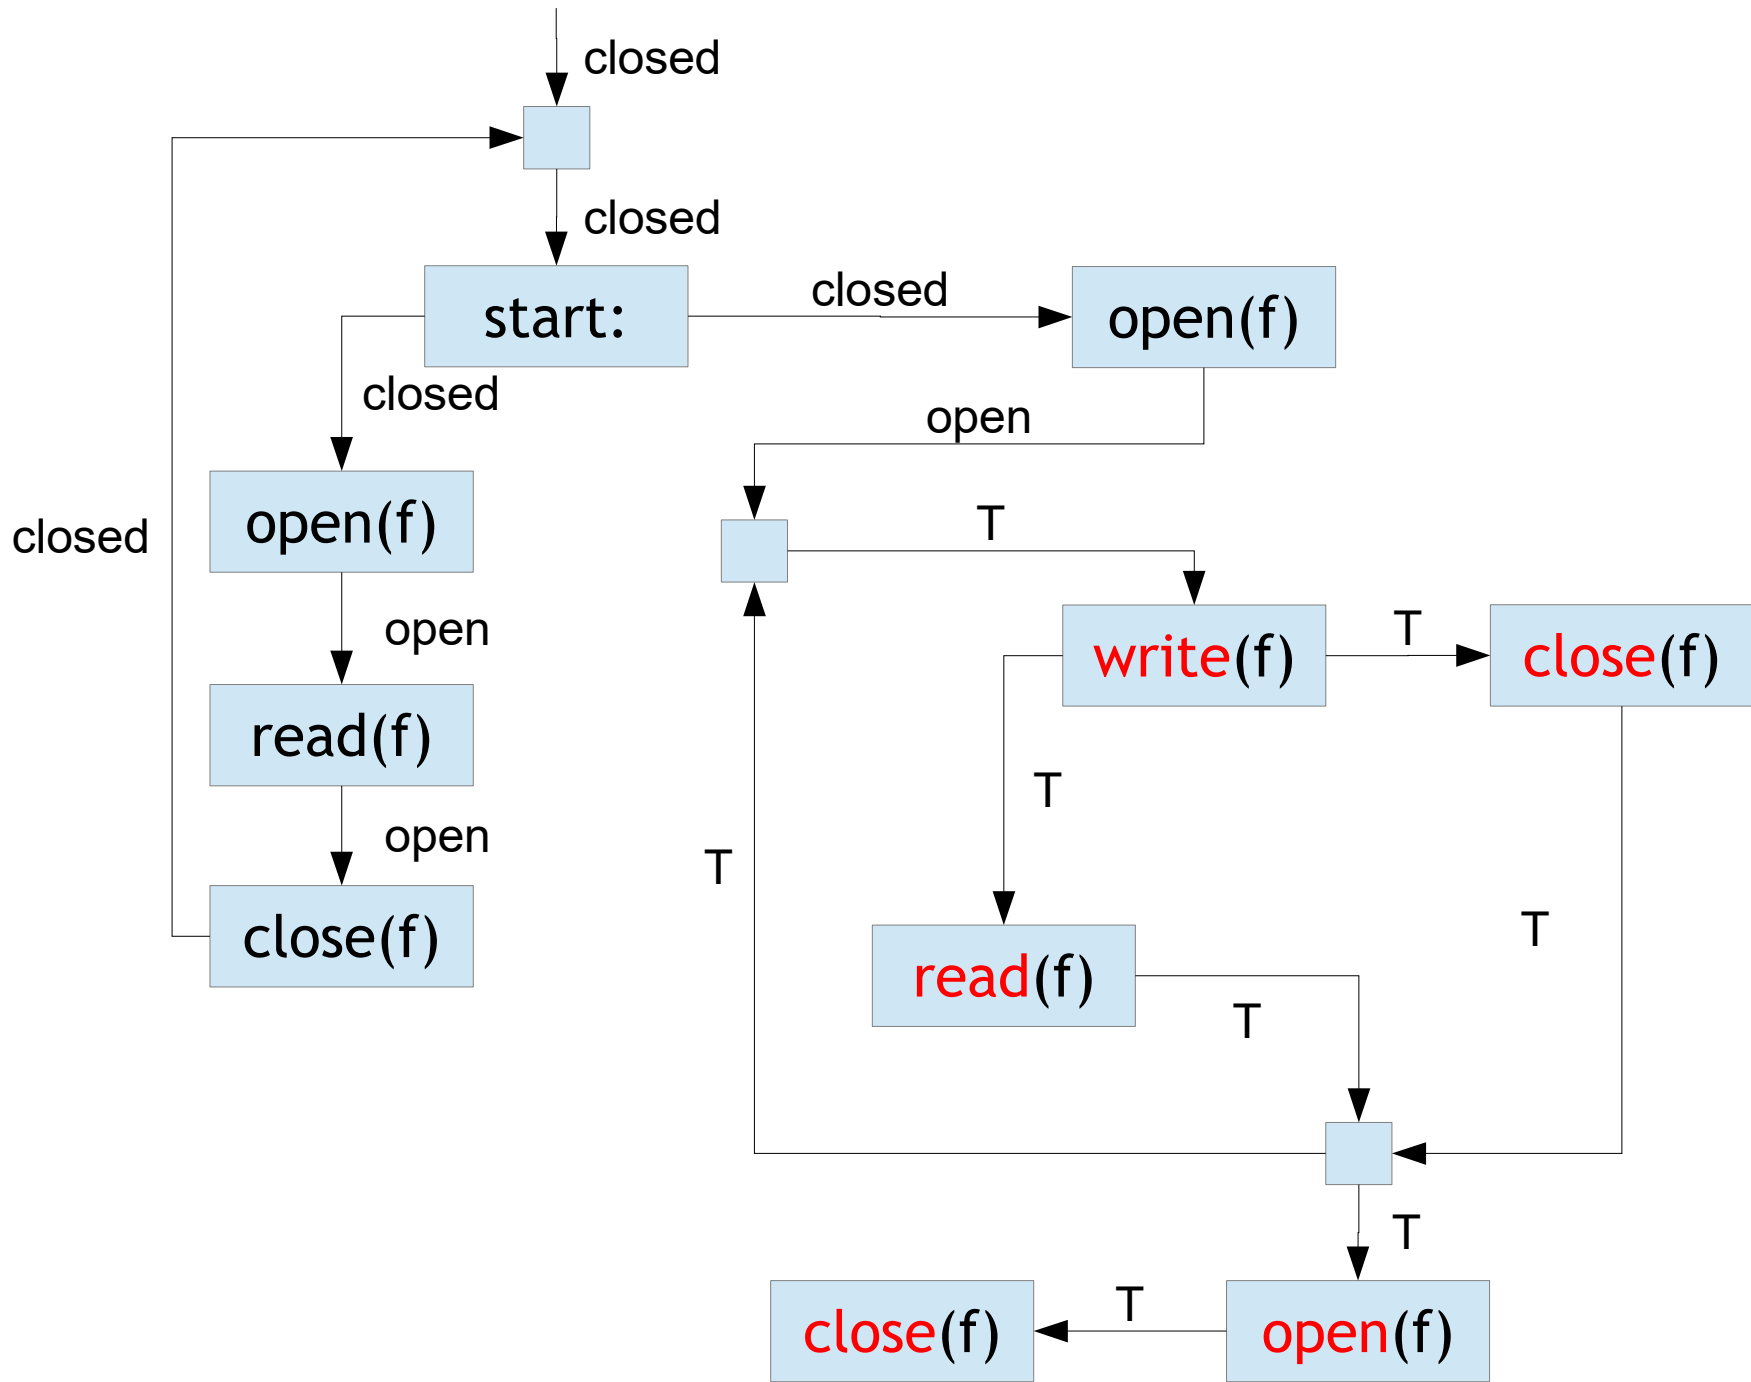 closed
closed
start:
closed
open(f)
closed
open
open(f)
closed
T
open
write(f)
T
close(f)
read(f)
T
open
T
close(f)
read(f)
T
T
T
close(f)
T
open(f)